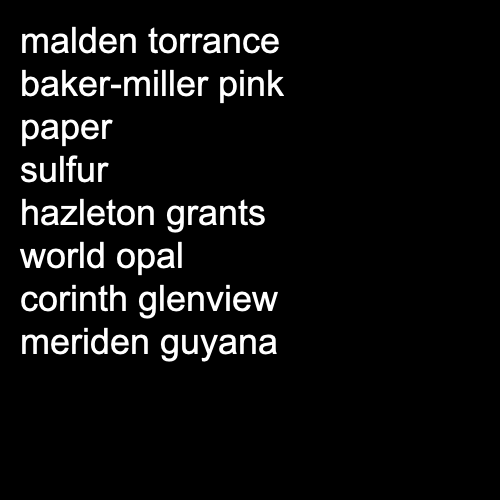 malden torrance
baker-miller pink
paper
sulfur
hazleton grants
world opal
corinth glenview
meriden guyana